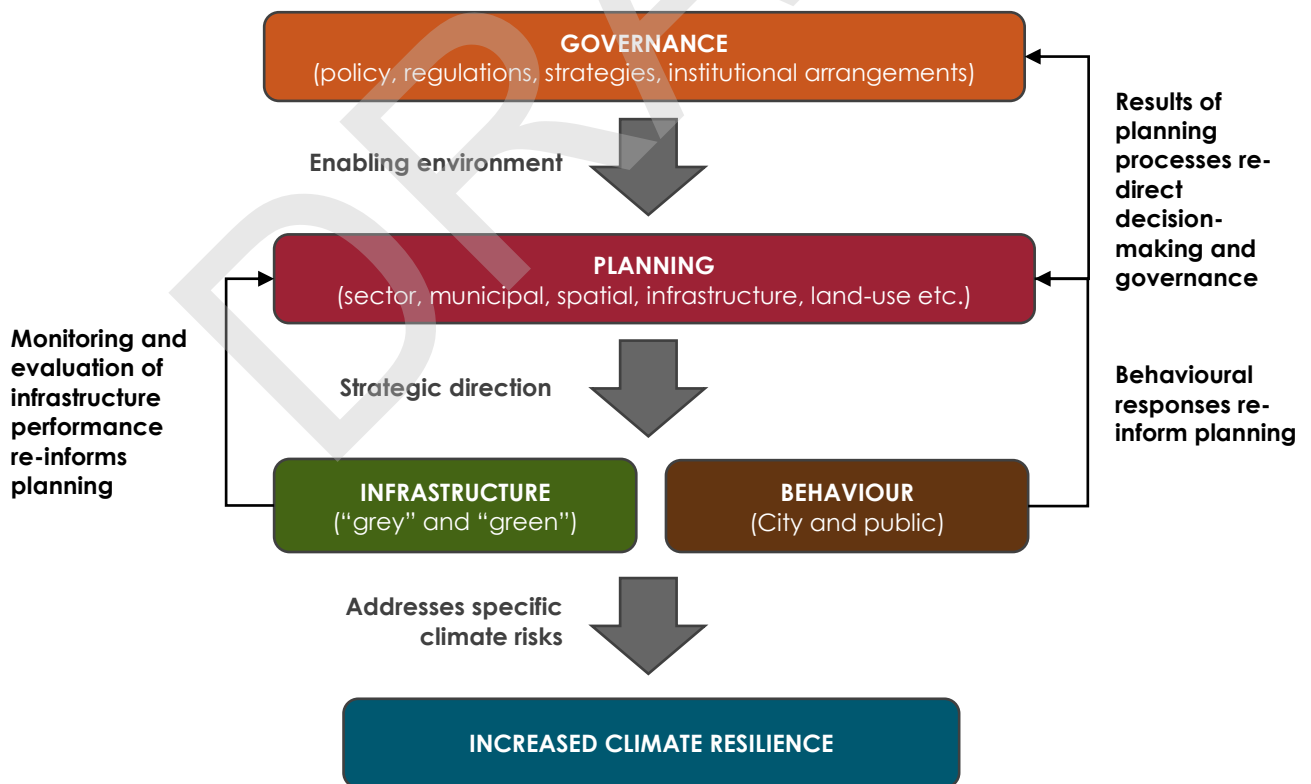 GOVERNANCE
(policy, regulations, strategies, institutional arrangements)
Results of
planning
processes re-
direct
decision-
making and
governance
Enabling environment
PLANNING
(sector, municipal, spatial, infrastructure, land-use etc.)
Monitoring and
evaluation of
infrastructure
performance
re-informs
planning
Strategic direction
Behavioural
responses re-
inform planning
INFRASTRUCTURE
(“grey” and “green”)
BEHAVIOUR
(City and public)
Addresses specific
climate risks
INCREASED CLIMATE RESILIENCE
DRA